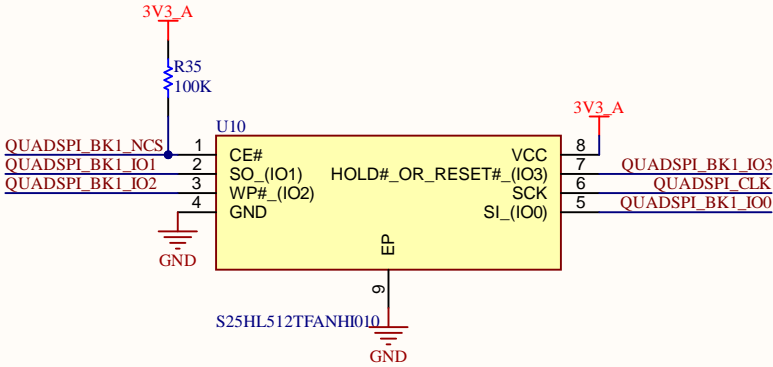 3V3_A
R35
100K
3V3_A
U10
QUADSPI_BK1_NCS 1 CE# VCC 8
QUADSPI_BK1_IO1 2 SO_(IO1) HOLD#_OR_RESET#_(IO3) 7 QUADSPI_BK1_IO3
QUADSPI_BK1_IO2 3 WP#_(IO2) SCK 6 QUADSPI_CLK
4 GND SI_(IO0) 5 QUADSPI_BK1_IO0
GND
EP
9
S25HL512TFANHI010
GND